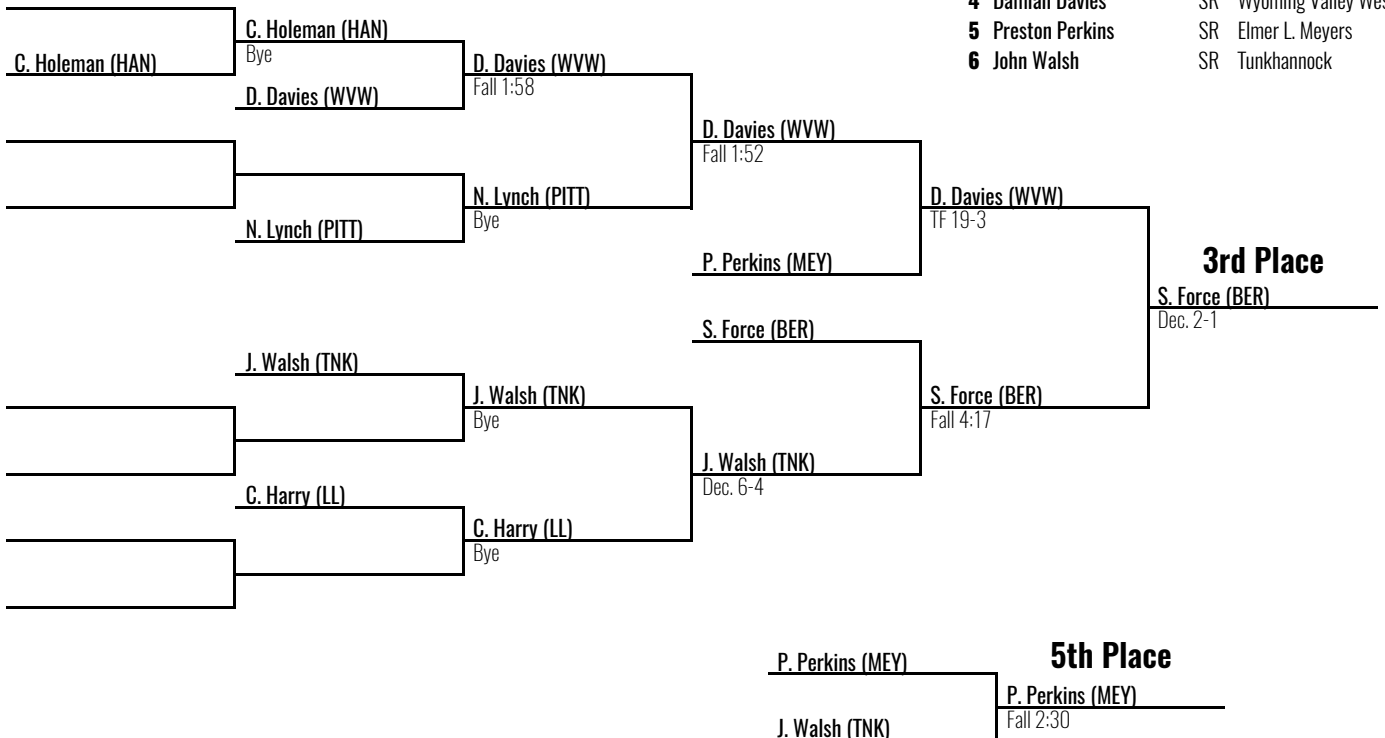 4 Damian Davies SR Wyoming Valley Wes
5 Preston Perkins SR Elmer L. Meyers
6 John Walsh SR Tunkhannock
C. Holeman (HAN)
C. Holeman (HAN)
Bye
D. Davies (WVW)
D. Davies (WVW)
Fall 1:58
N. Lynch (PITT)
N. Lynch (PITT)
Bye
D. Davies (WVW)
Fall 1:52
P. Perkins (MEY)
D. Davies (WVW)
TF 19-3
3rd Place
S. Force (BER)
Dec. 2-1
S. Force (BER)
J. Walsh (TNK)
J. Walsh (TNK)
Bye
C. Harry (LL)
C. Harry (LL)
Bye
J. Walsh (TNK)
Dec. 6-4
S. Force (BER)
Fall 4:17
5th Place
P. Perkins (MEY)
J. Walsh (TNK)
P. Perkins (MEY)
Fall 2:30